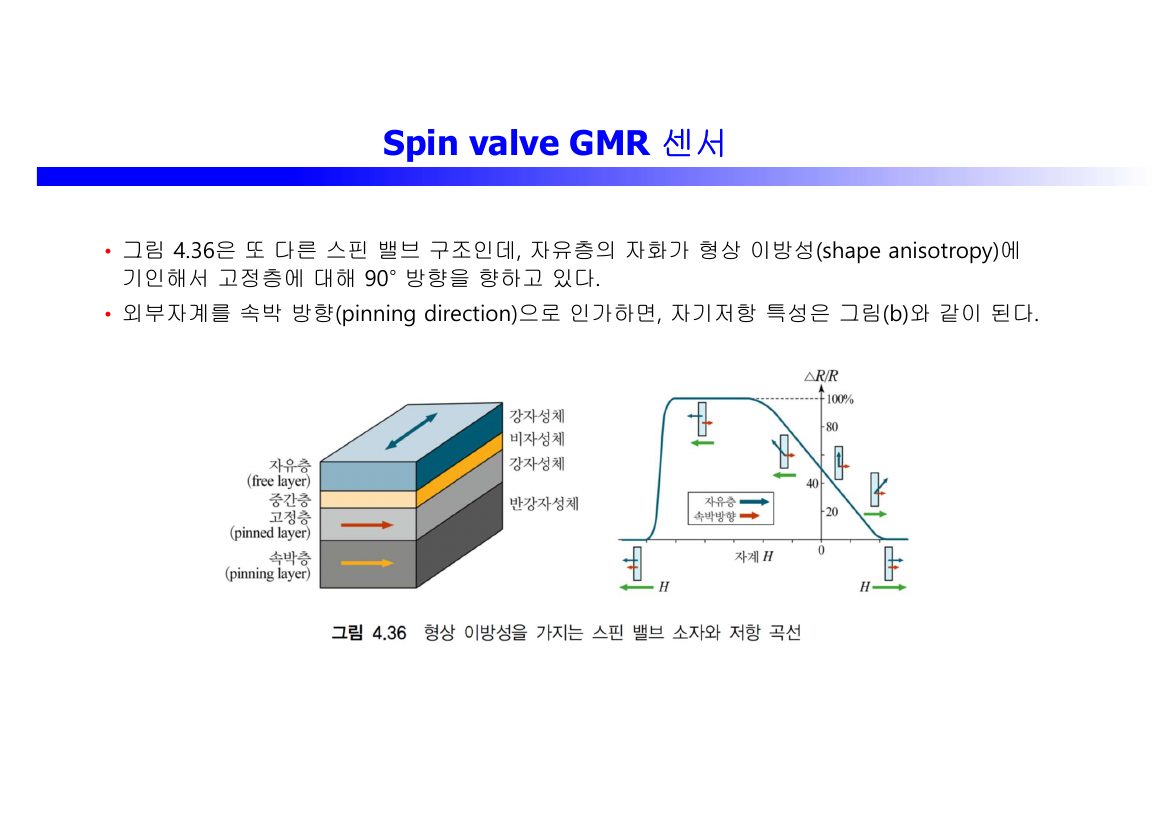 Spin valve GMR 센서
• 그림 4.36은 또 다른 스핀 밸브 구조인데, 자유층의 자화가 형상 이방성(shape anisotropy)에
기인해서 고정층에 대해 90° 방향을 향하고 있다.
• 외부자계를 속박 방향(pinning direction)으로 인가하면, 자기저항 특성은 그림(b)와 같이 된다.
자유층
(free layer)
중간층
고정층
(pinned layer)
속박층
(pinning layer)
강자성체
비자성체
강자성체
반강자성체
△R/R
100%
80
40
20
0
자유층
속박방향
자계 H
H
H
그림 4.36 형상 이방성을 가지는 스핀 밸브 소자와 저항 곡선